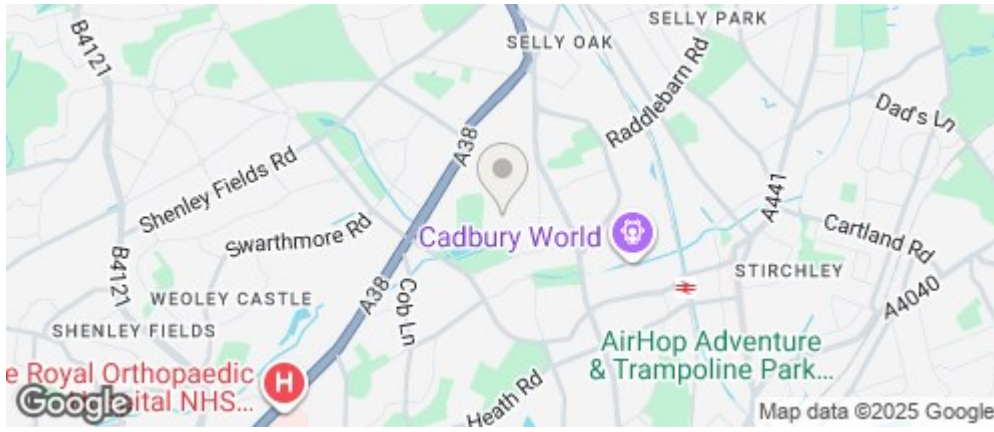 SELLY PARK
B4121
SELLY OAK
Raddlebarn Rd
Dad's Ln
A38
Shenley Fields Rd
A441
Swarthmore Rd
Cadbury World
Cartland Rd
B4121
A38
STIRCHLEY
WEOLEY CASTLE
Cob Ln
A4040
SHENLEY FIELDS
AirHop Adventure
& Trampoline Park...
e Royal Orthopaedic
H
Hospital NHS...
Heath Rd
Google
Map data ©2025 Google